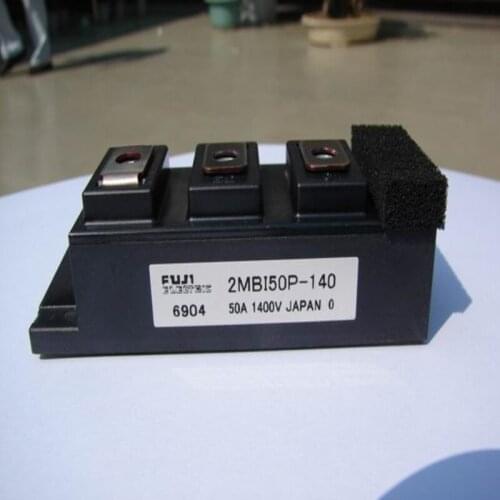 FUJI
ELECTRIC
2MBI50P-140
6904
50A 1400V JAPAN 0